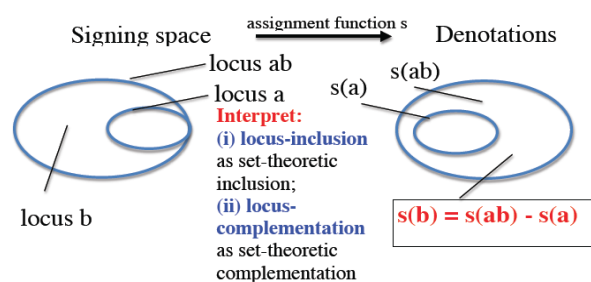 assignment function s
Signing space
Denotations
locus ab
s(ab)
s(a)
locus a
Interpret:
(i) locus-inclusion
as set-theoretic
inclusion;
(ii) locus-
complementation
as set-theoretic
complementation
locus b
s(b) = s(ab) - s(a)